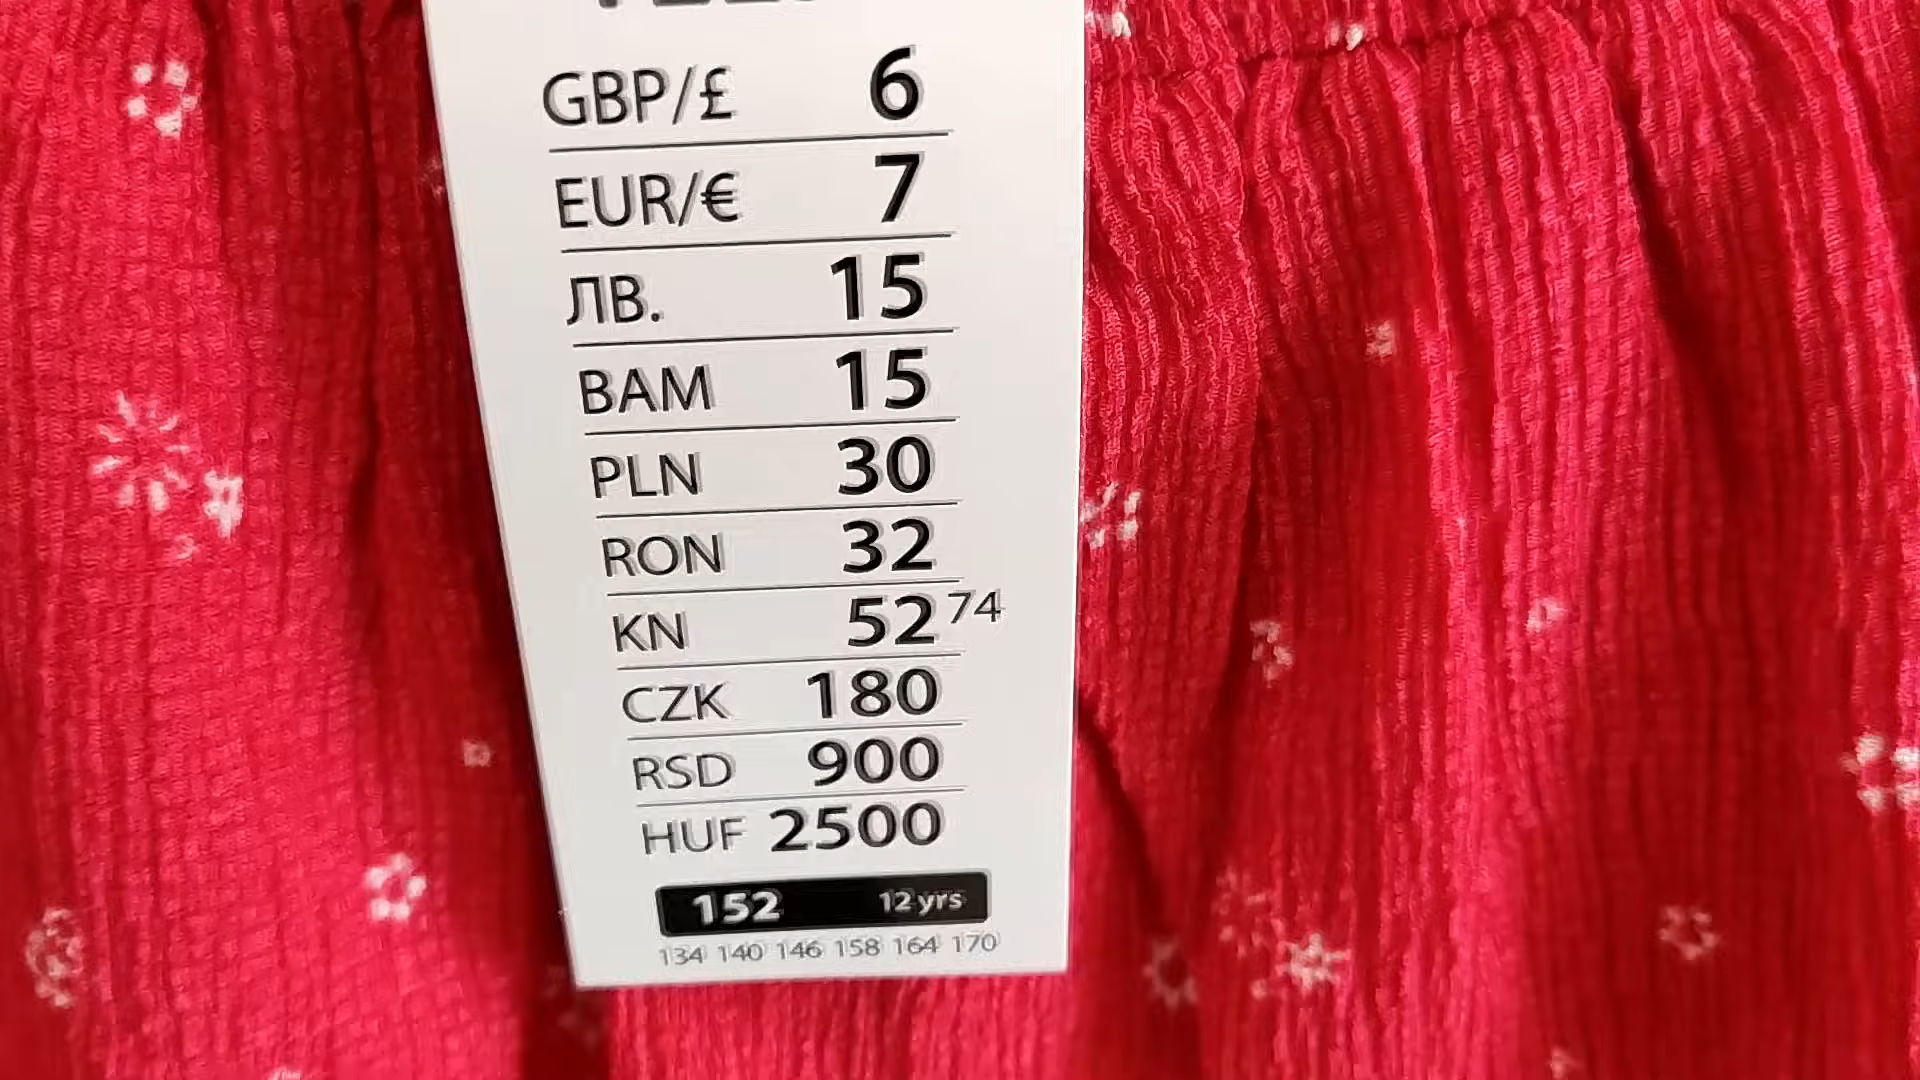 GBP/£ 6
EUR/€ 7
ЛВ. 15
BAM 15
PLN 30
RON 32
KN 52 74
CZK 180
RSD 900
HUF 2500
152 12 yrs
134 140 146 158 164 170